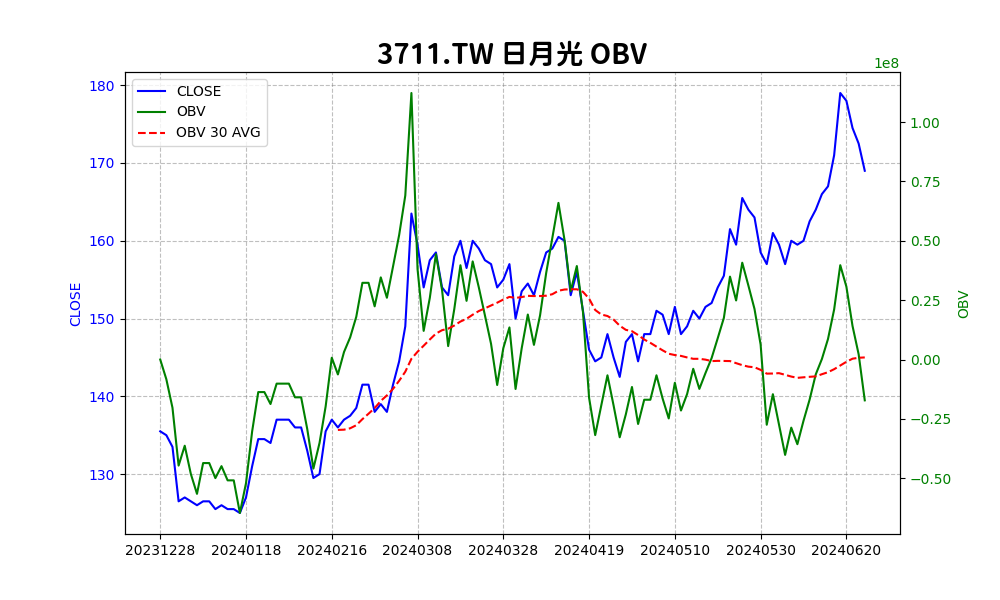 3711.TW 日月光 OBV
1e8
CLOSE
OBV
OBV 30 AVG
180
170
160
150
140
130
CLOSE
1.00
0.75
0.50
0.25
0.00
−0.25
−0.50
OBV
20231228 20240118 20240216 20240308 20240328 20240419 20240510 20240530 20240620